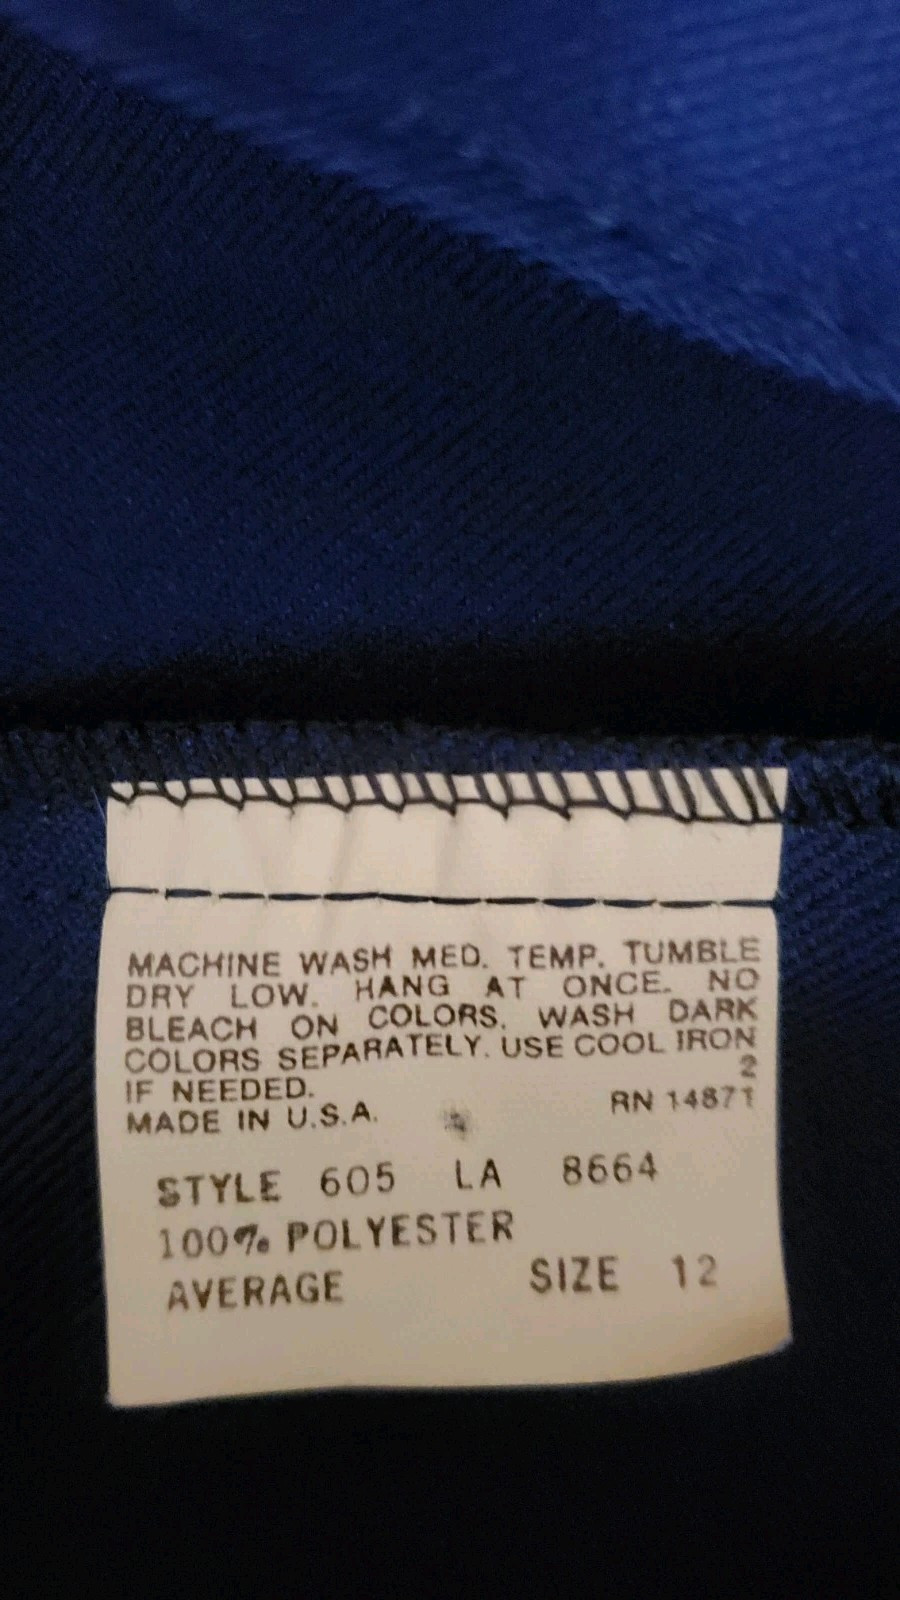 MACHINE WASH MED. TEMP. TUMBLE
DRY LOW. HANG AT ONCE. NO
BLEACH ON COLORS. WASH DARK
COLORS SEPARATELY. USE COOL IRON
2
IF NEEDED.
RN 14871
MADE IN U.S.A.
STYLE 605 LA 8664
100% POLYESTER
AVERAGE SIZE 12